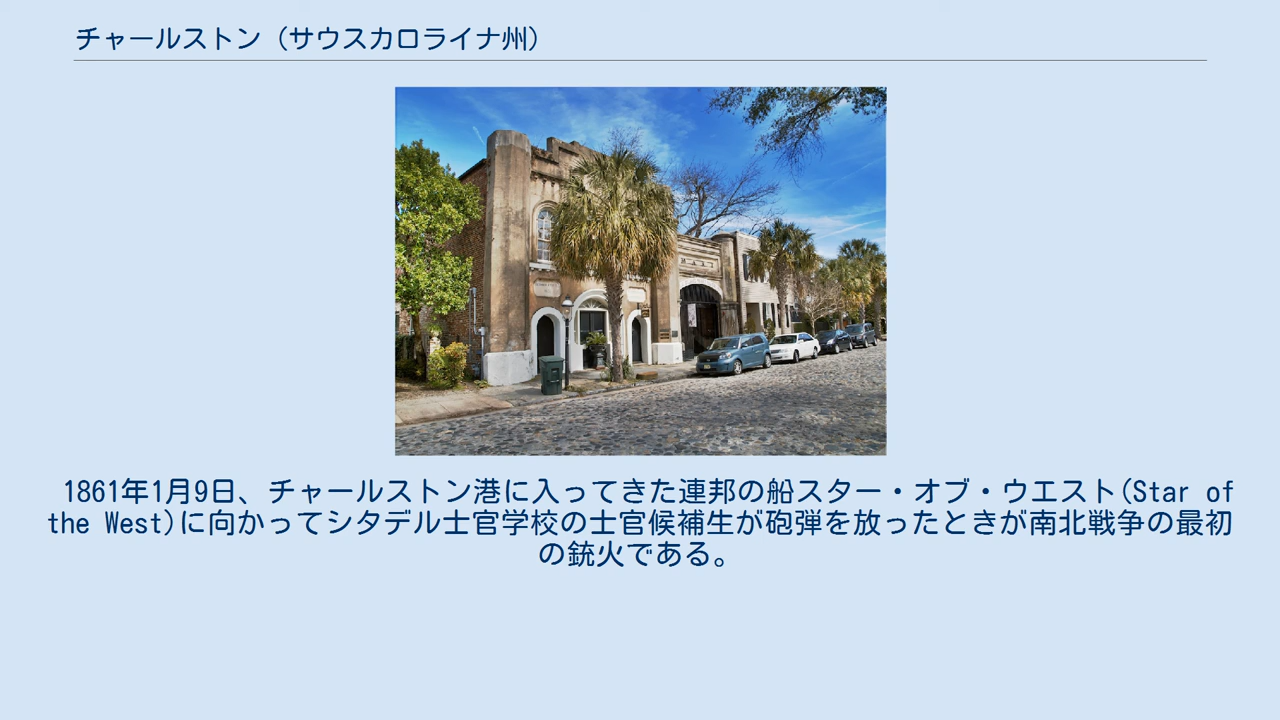 チャールストン（サウスカロライナ州）
1861年1月9日、チャールストン港に入ってきた連邦の船スター・オブ・ウエスト(Star of
the West)に向かってシタデル士官学校の士官候補生が砲弾を放ったときが南北戦争の最初
の銃火である。